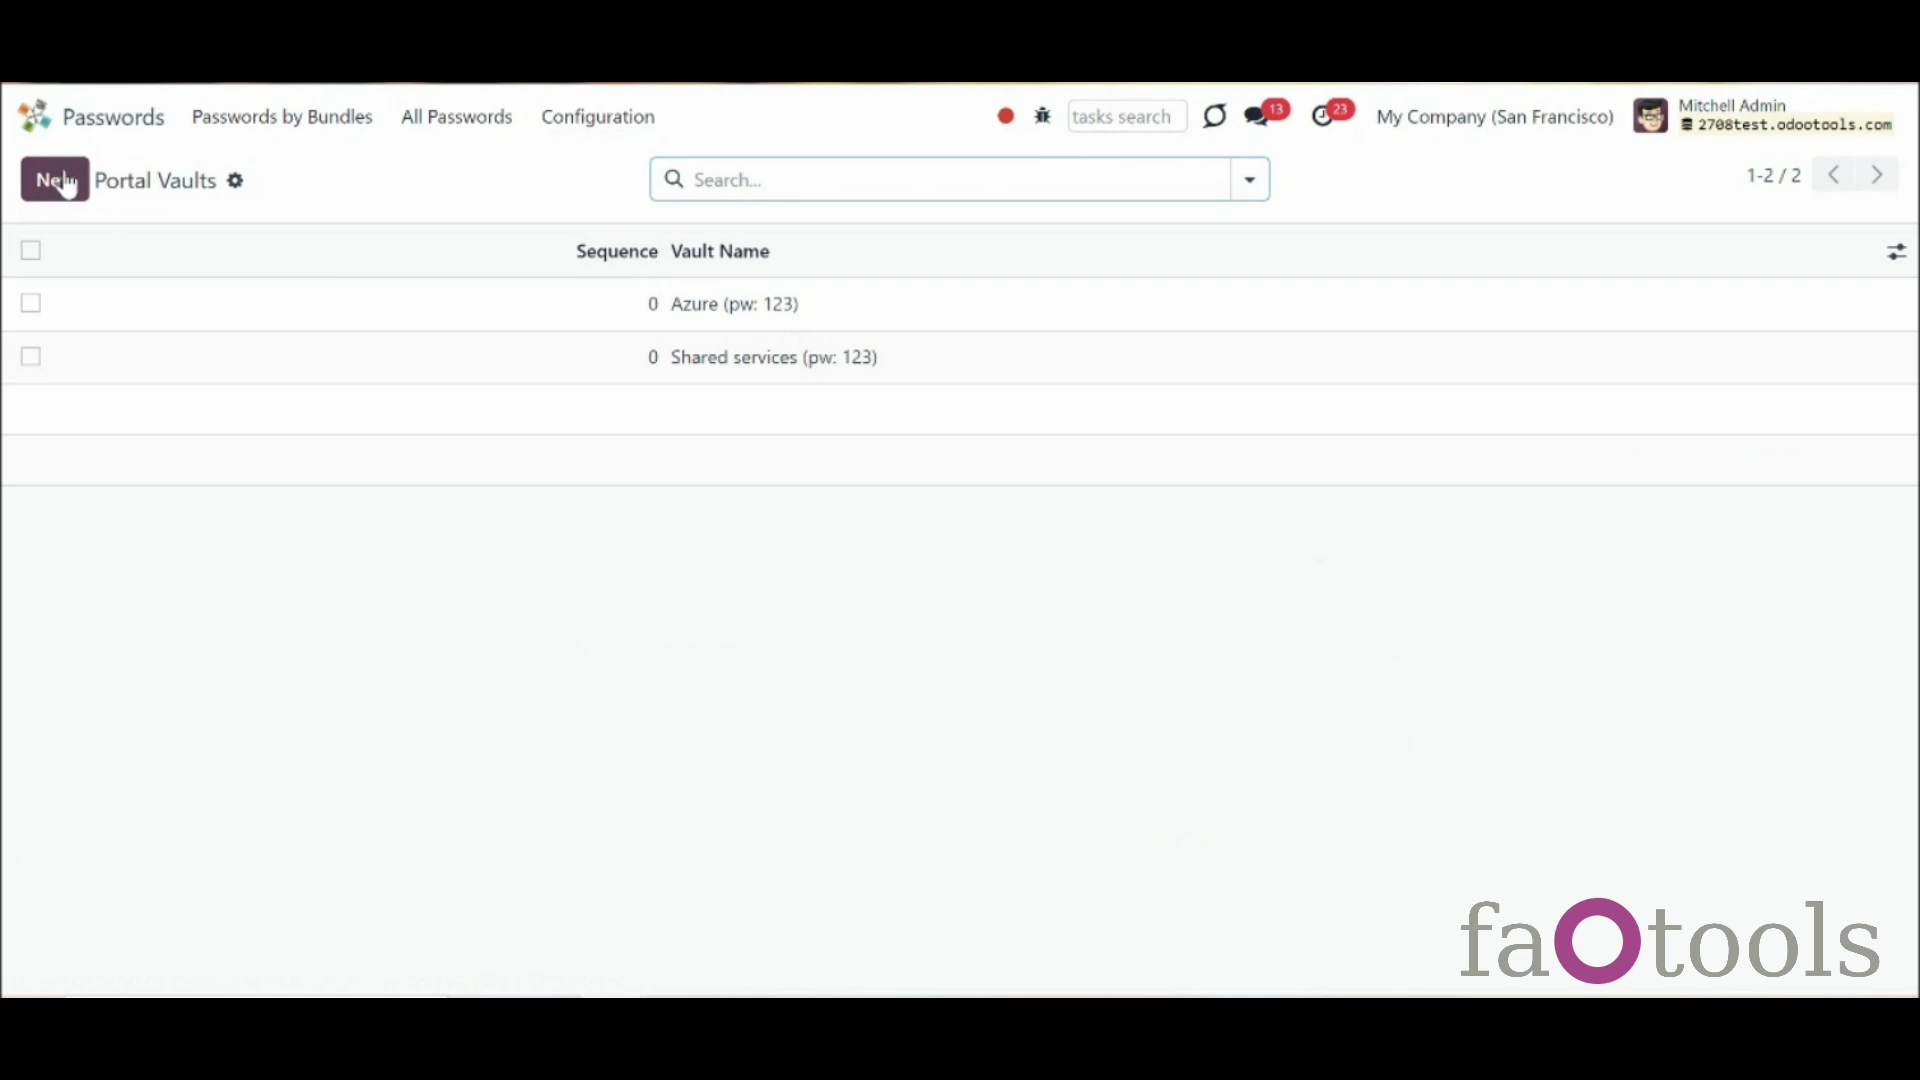 Passwords Passwords by Bundles All Passwords Configuration tasks search 13 23 My Company (San Francisco) Mitchell Admin
2708test.odootools.com
Portal Vaults Search... 1-2 / 2
Sequence Vault Name
0 Azure (pw: 123)
0 Shared services (pw: 123)
faOtools